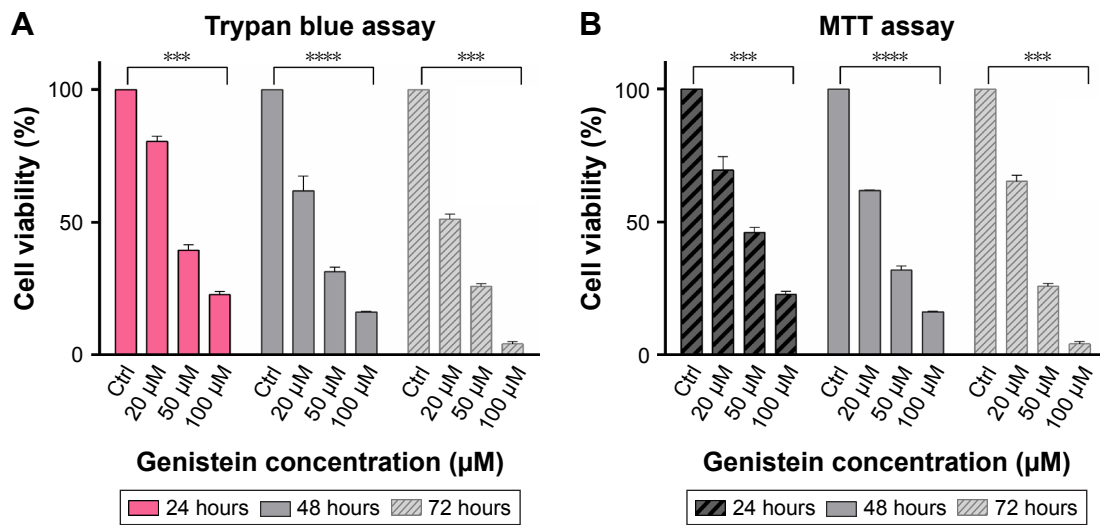 A Trypan blue assay
*** **** ***
100
50
0
Cell viability (%)
Ctrl 20 µM 50 µM 100 µM Ctrl 20 µM 50 µM 100 µM Ctrl 20 µM 50 µM 100 µM
Genistein concentration (µM)
24 hours 48 hours 72 hours
B MTT assay
*** **** ***
100
50
0
Cell viability (%)
Ctrl 20 µM 50 µM 100 µM Ctrl 20 µM 50 µM 100 µM Ctrl 20 µM 50 µM 100 µM
Genistein concentration (µM)
24 hours 48 hours 72 hours